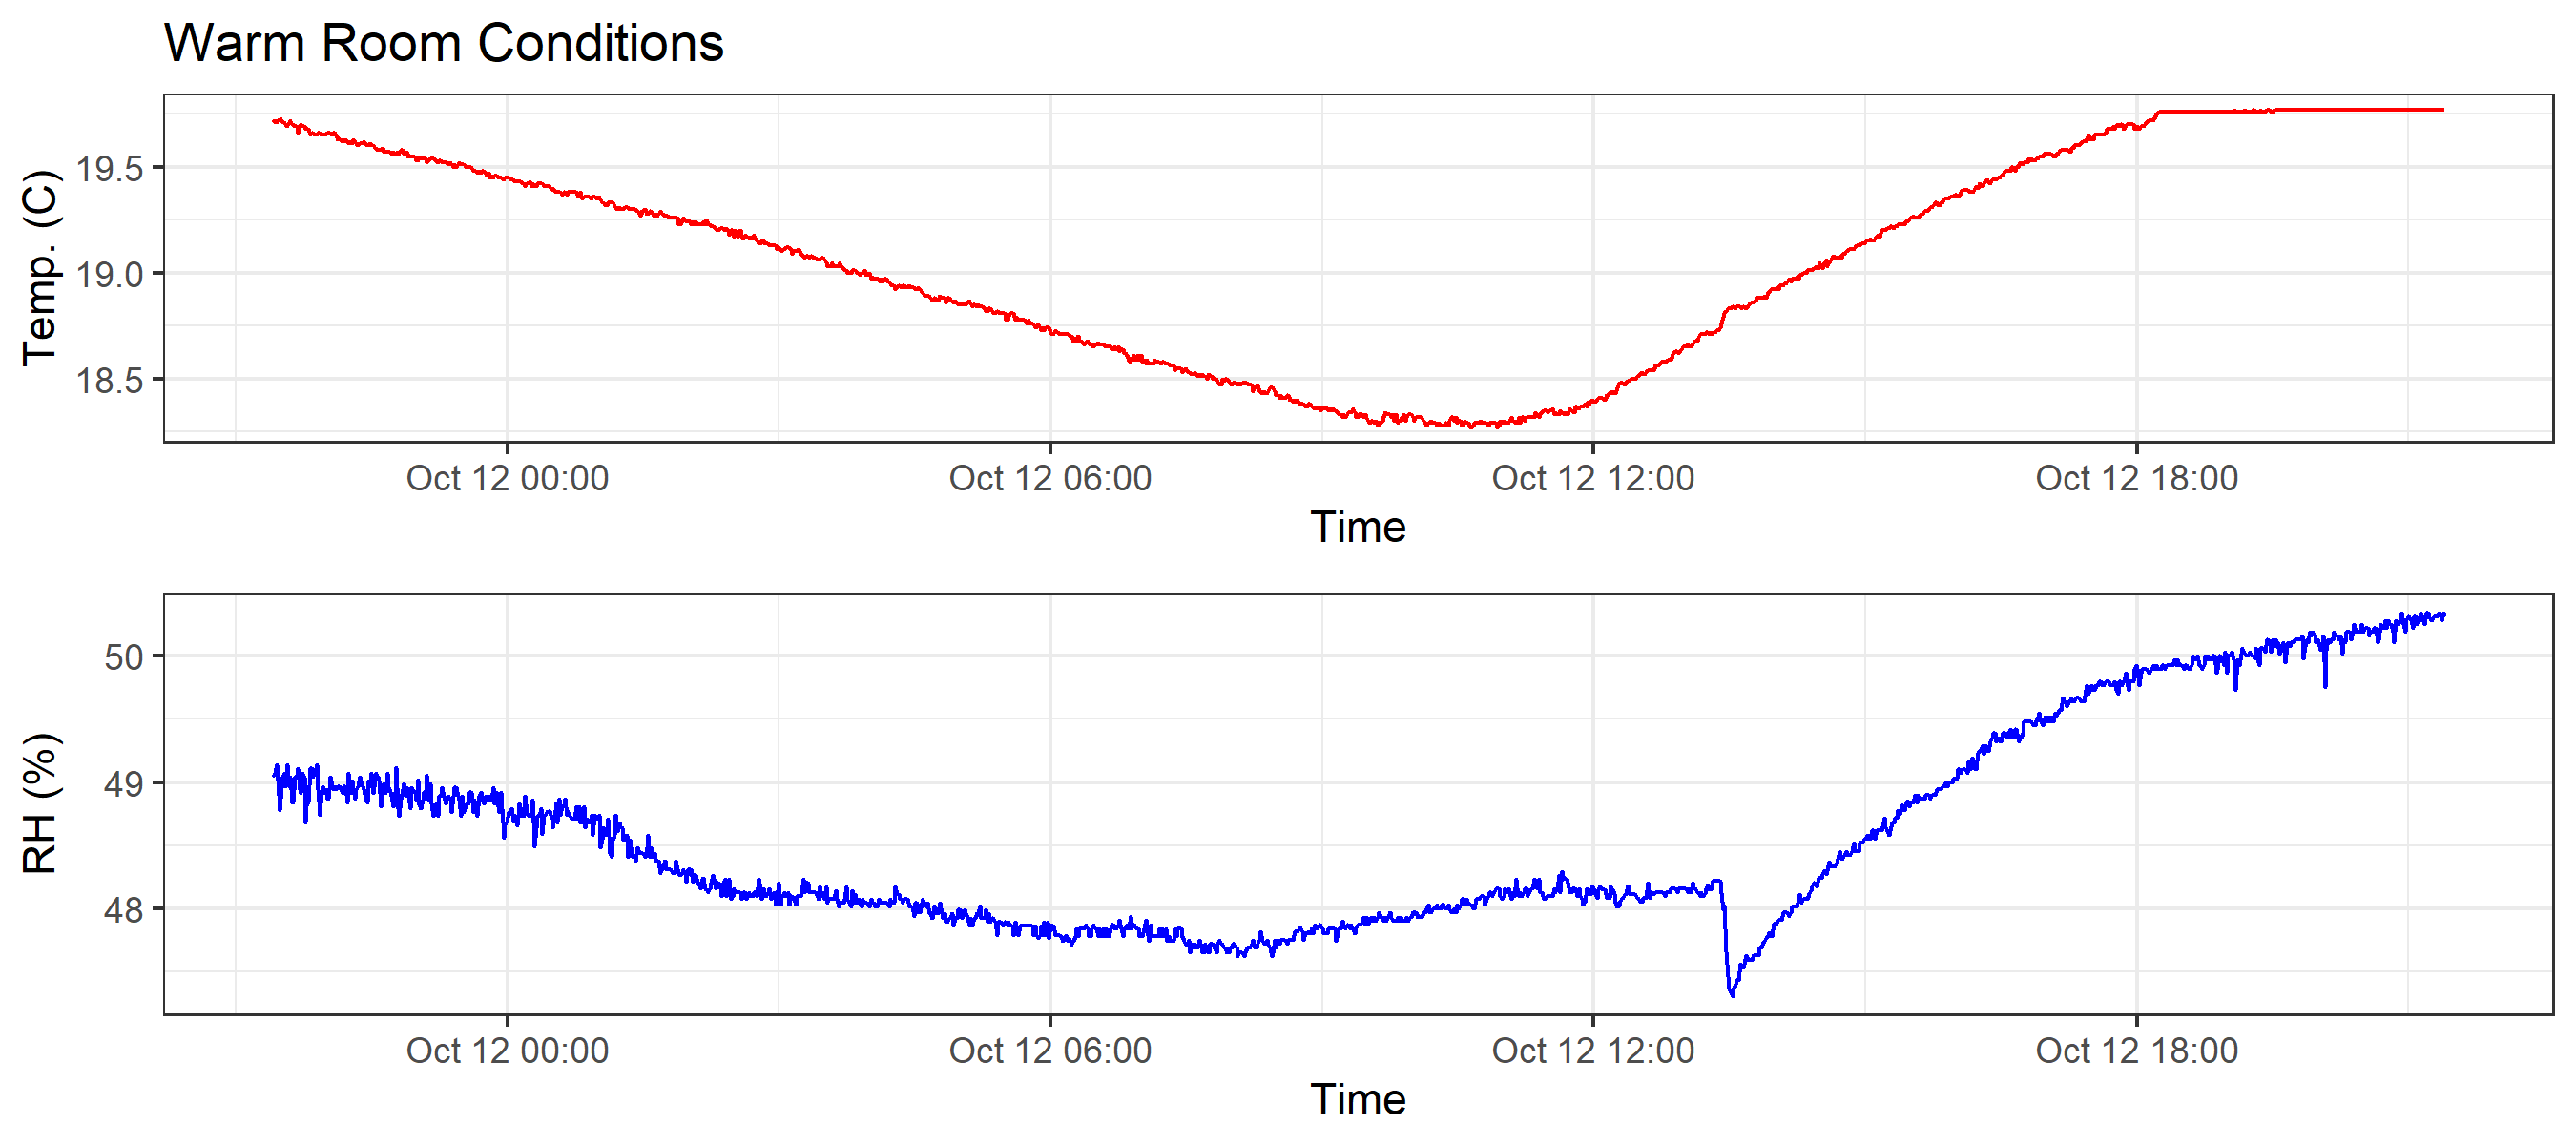 Warm Room Conditions
Temp. (C)
19.5
19.0
18.5
Oct 12 00:00 Oct 12 06:00 Oct 12 12:00 Oct 12 18:00
Time
RH (%)
50
49
48
Oct 12 00:00 Oct 12 06:00 Oct 12 12:00 Oct 12 18:00
Time